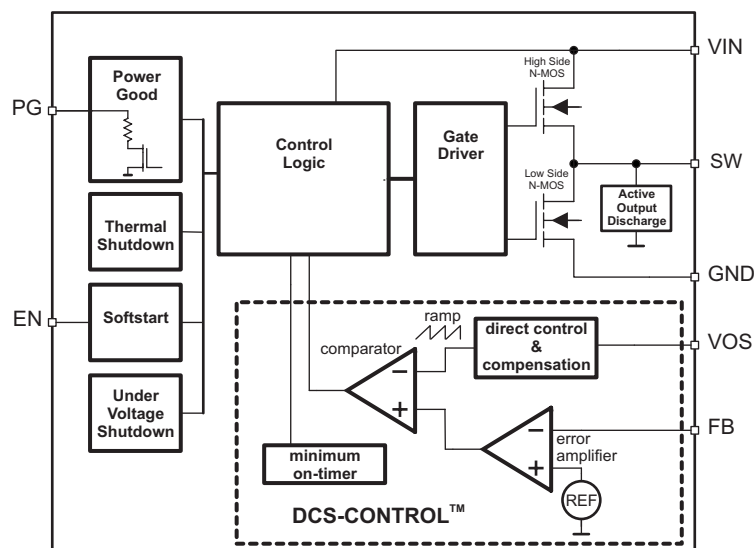 VIN
High Side
N-MOS
Power
Good
PG
Control
Logic
Gate
Driver
SW
Low Side
N-MOS
Active
Output
Discharge
Thermal
Shutdown
GND
EN
Softstart
ramp
direct control
&
compensation
VOS
comparator
−
+
Under
Voltage
Shutdown
FB
−
error
amplifier
+
minimum
on-timer
REF
DCS-CONTROL™